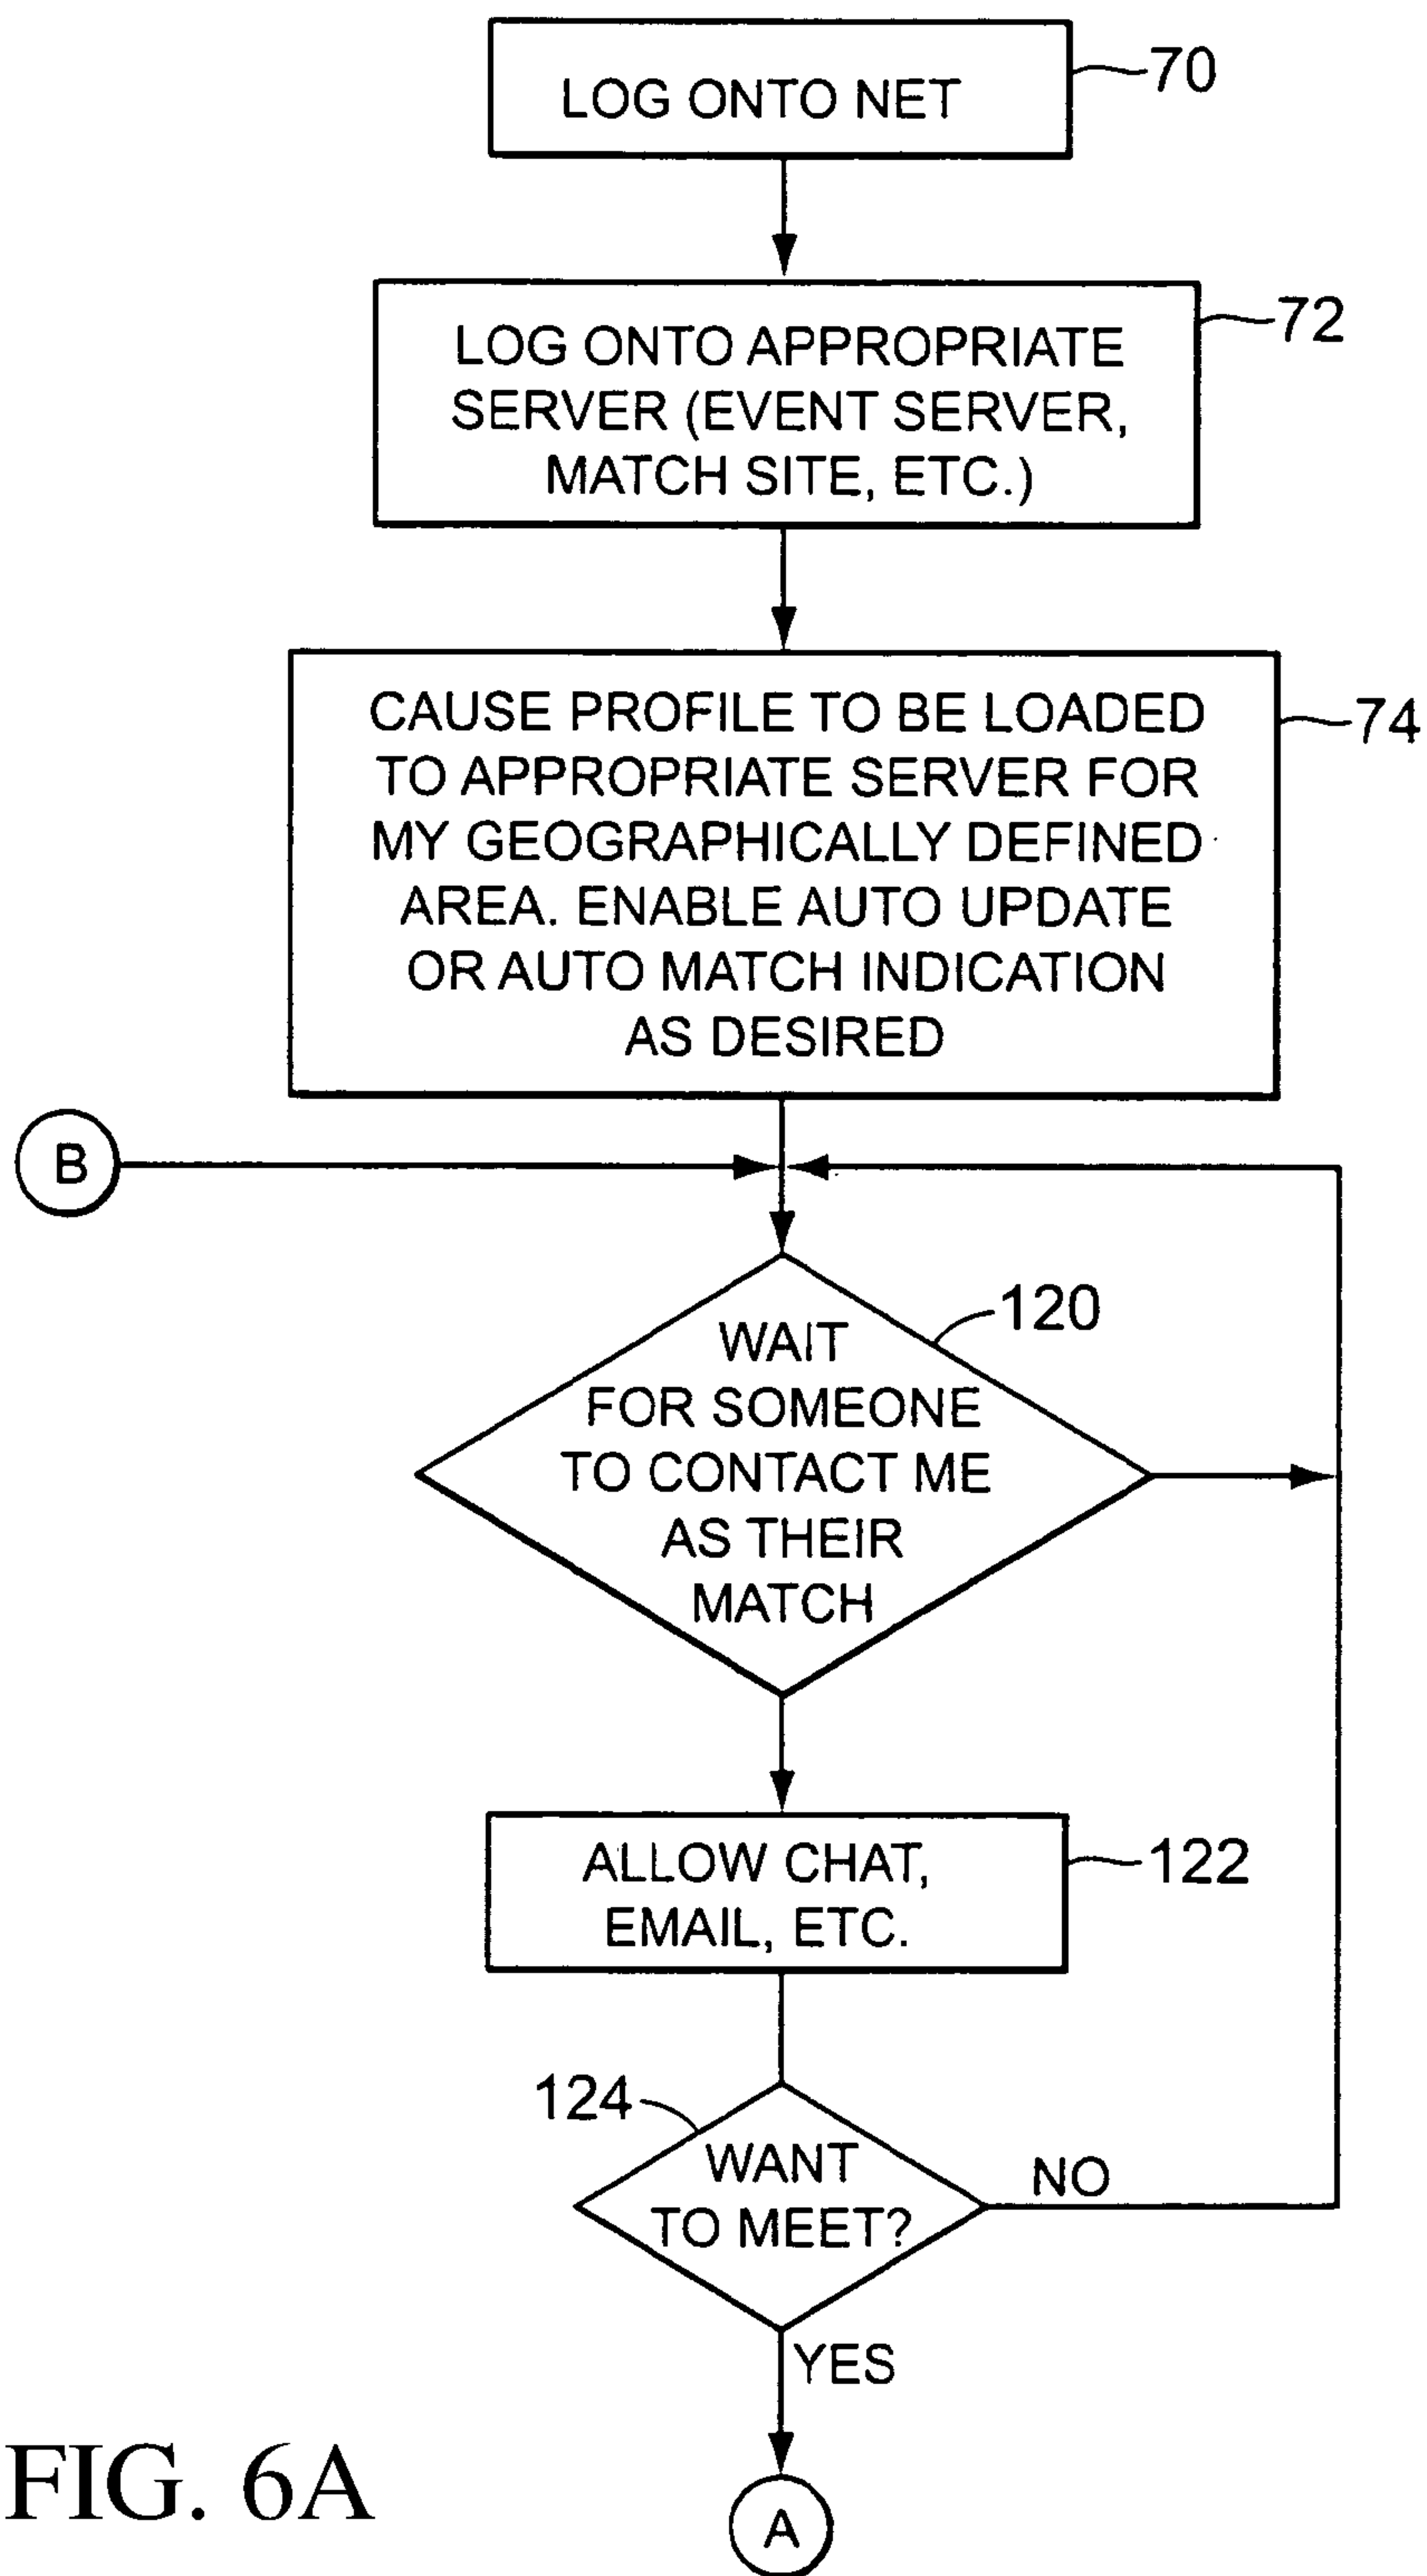 LOG ONTO NET
70
LOG ONTO APPROPRIATE
SERVER (EVENT SERVER,
MATCH SITE, ETC.)
72
CAUSE PROFILE TO BE LOADED
TO APPROPRIATE SERVER FOR
MY GEOGRAPHICALLY DEFINED
AREA. ENABLE AUTO UPDATE
OR AUTO MATCH INDICATION
AS DESIRED
74
B
WAIT
FOR SOMEONE
TO CONTACT ME
AS THEIR
MATCH
120
ALLOW CHAT,
EMAIL, ETC.
122
124
WANT
TO MEET?
NO
YES
A
FIG. 6A